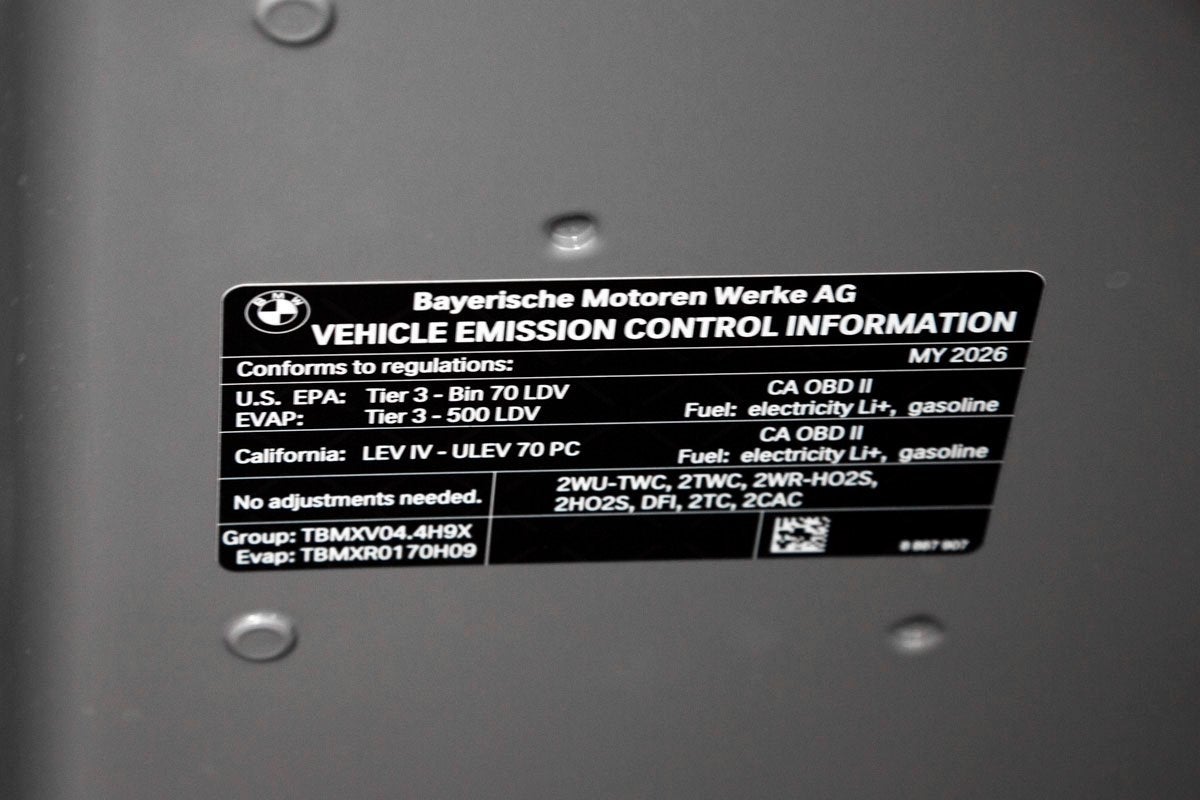 BMW
Bayerische Motoren Werke AG
VEHICLE EMISSION CONTROL INFORMATION
Conforms to regulations: MY 2026
U.S. EPA: Tier 3 - Bin 70 LDV CA OBD II
EVAP: Tier 3 - 500 LDV Fuel: electricity Li+, gasoline
CA OBD II
California: LEV IV - ULEV 70 PC Fuel: electricity Li+, gasoline
No adjustments needed. 2WU-TWC, 2TWC, 2WR-HO2S,
2HO2S, DFI, 2TC, 2CAC
Group: TBMXV04.4H9X
Evap: TBMXR0170H09